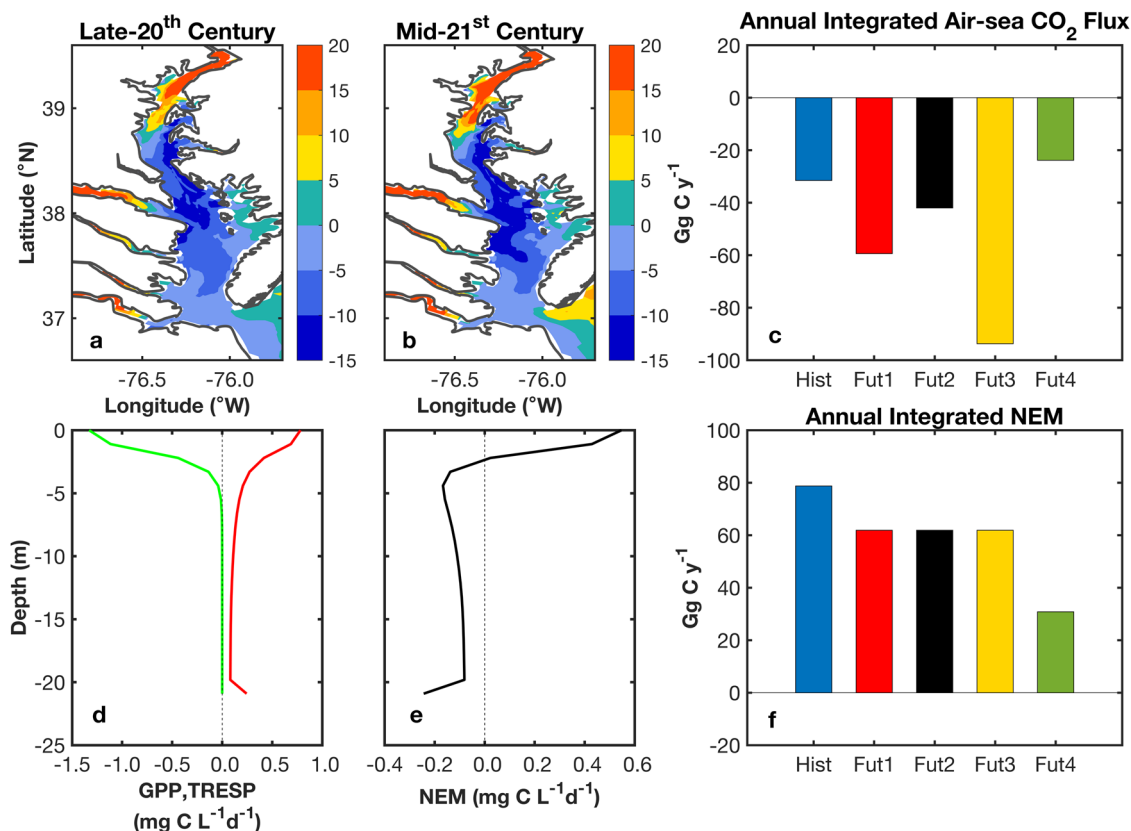 Late-20th Century
Mid-21st Century
Annual Integrated Air-sea CO2 Flux
Latitude (°N)
39
38
37
a
20
15
10
5
0
-5
-10
-15
-76.5
-76.0
Longitude (°W)
b
20
15
10
5
0
-5
-10
-15
-76.5
-76.0
Longitude (°W)
Gg C y-1
20
0
-20
-40
-60
-80
-100
c
Hist Fut1 Fut2 Fut3 Fut4
Depth (m)
0
-5
-10
-15
-20
-25
d
-1.5 -1.0 -0.5 0.0 0.5 1.0
GPP,TRESP
(mg C L-1d-1)
e
-0.4 -0.2 0.0 0.2 0.4 0.6
NEM (mg C L-1d-1)
Annual Integrated NEM
Gg C y-1
100
80
60
40
20
0
-20
f
Hist Fut1 Fut2 Fut3 Fut4